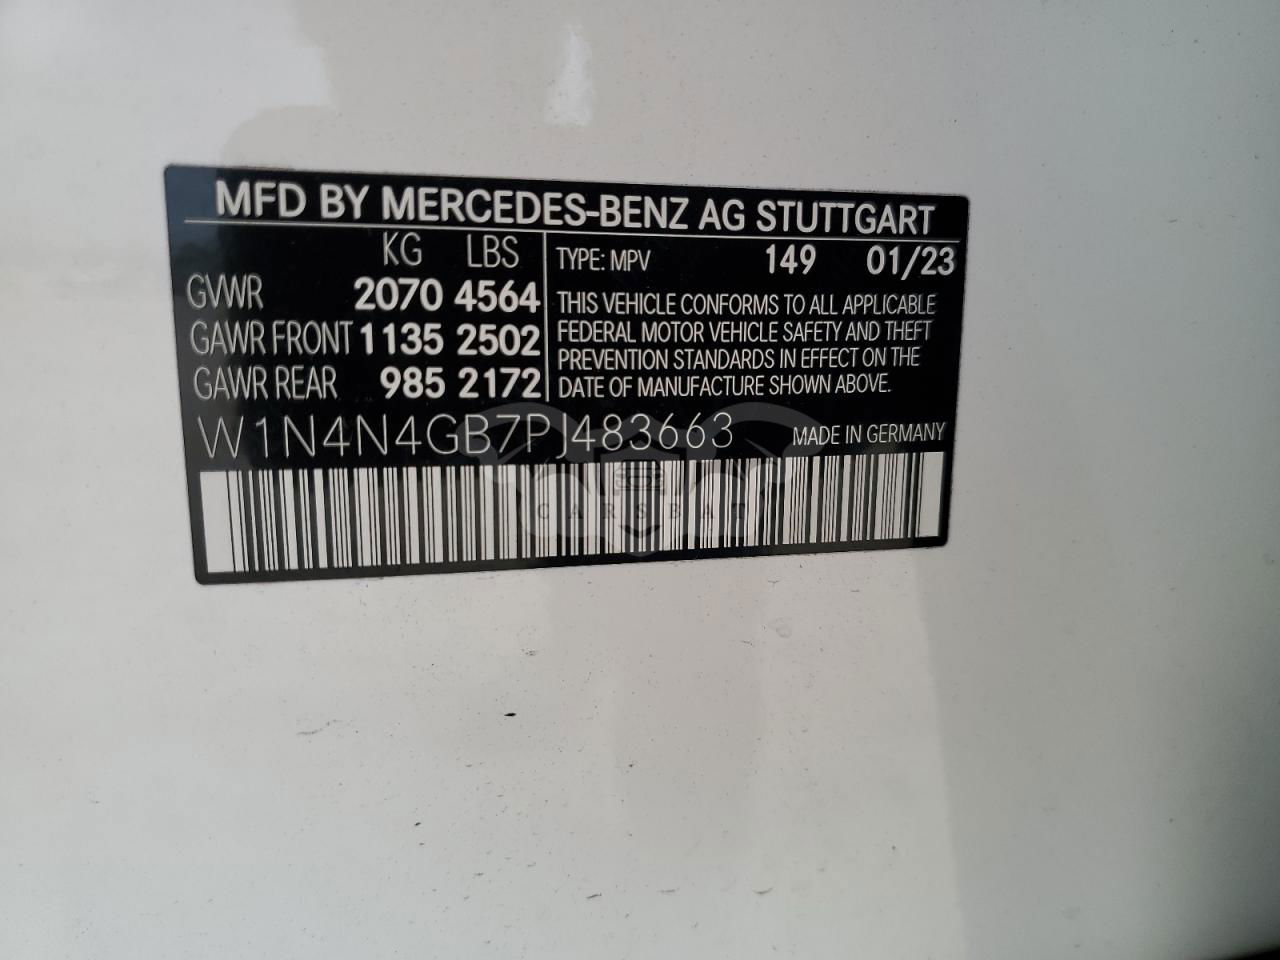 MFD BY MERCEDES-BENZ AG STUTTGART
KG LBS
GVWR 2070 4564
GAWR FRONT 1135 2502
GAWR REAR 985 2172
TYPE: MPV 149 01/23
THIS VEHICLE CONFORMS TO ALL APPLICABLE
FEDERAL MOTOR VEHICLE SAFETY AND THEFT
PREVENTION STANDARDS IN EFFECT ON THE
DATE OF MANUFACTURE SHOWN ABOVE.
W1N4N4GB7PJ483663 MADE IN GERMANY
CARSBAT